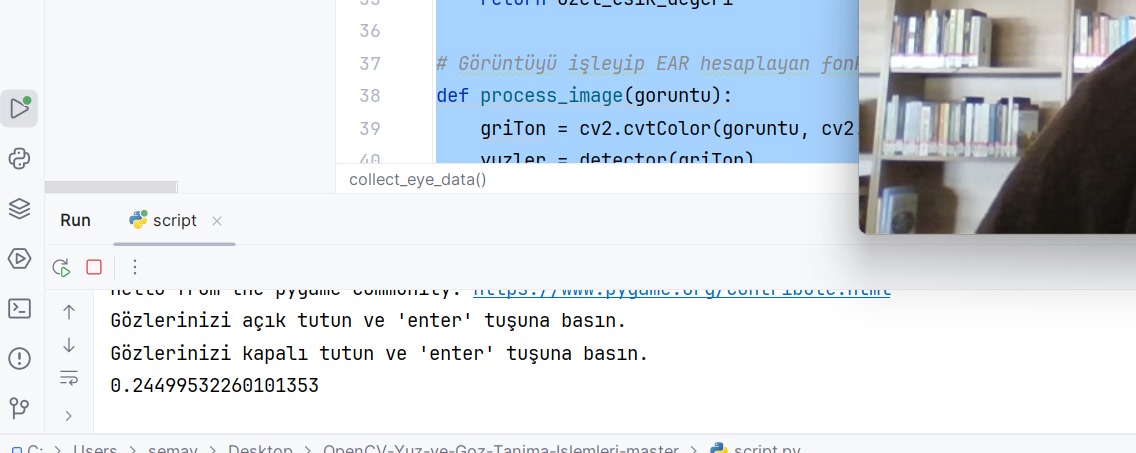 35
return ozel_esik_degeri
36
37 # Görüntüyü işleyip EAR hesaplayan
38 def process_image(goruntu):
39 griTon = cv2.cvtColor(goruntu, cv2.
40 yuzler = detector(griTon)
collect_eye_data()
Run script
Hello from the pygame community. https://www.pygame.org/contribute.html
Gözlerinizi açık tutun ve 'enter' tuşuna basın.
Gözlerinizi kapalı tutun ve 'enter' tuşuna basın.
0.24499532260101353
C: > Users > semay > Desktop > OpenCV-Yuz-ve-Goz-Tanima-Islemleri-master > script.py